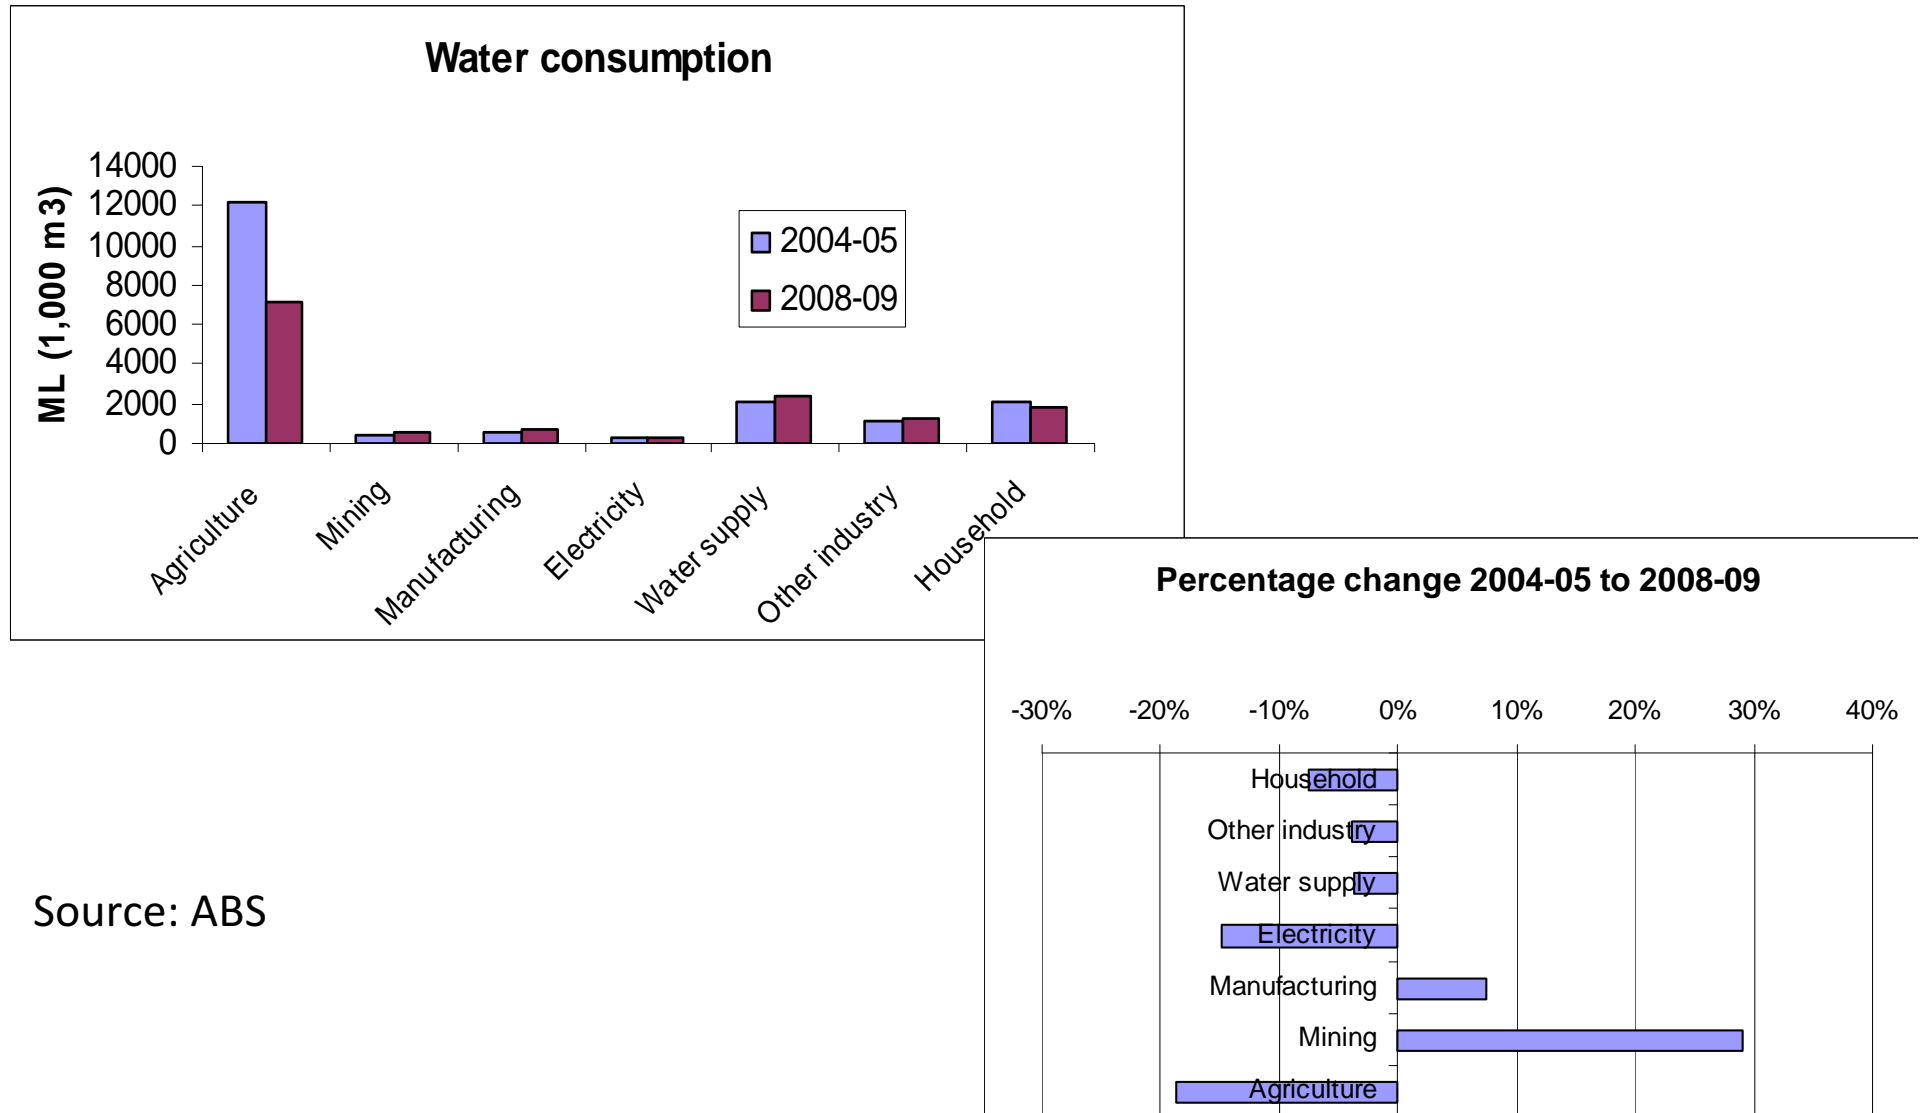 Water consumption
ML (1,000 m3)
14000
12000
10000
8000
6000
4000
2000
0
2004-05
2008-09
Agriculture
Mining
Manufacturing
Electricity
Water supply
Other industry
Household
Percentage change 2004-05 to 2008-09
-30% -20% -10% 0% 10% 20% 30% 40%
Household
Other industry
Water supply
Electricity
Manufacturing
Mining
Agriculture
Source: ABS